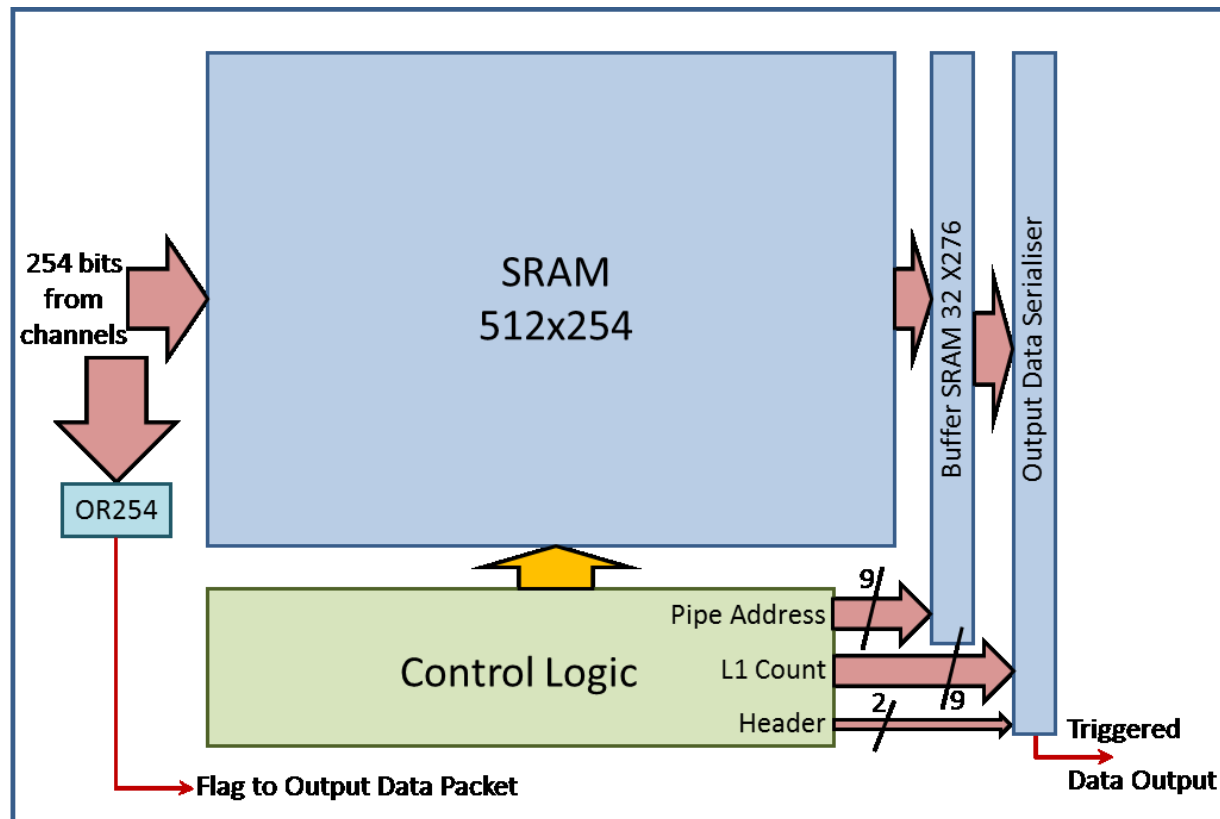 254 bits
from
channels
SRAM
512x254
Buffer SRAM 32 X276
Output Data Serialiser
OR254
Control Logic
Pipe Address
9
L1 Count
9
Header
2
Triggered
Data Output
Flag to Output Data Packet